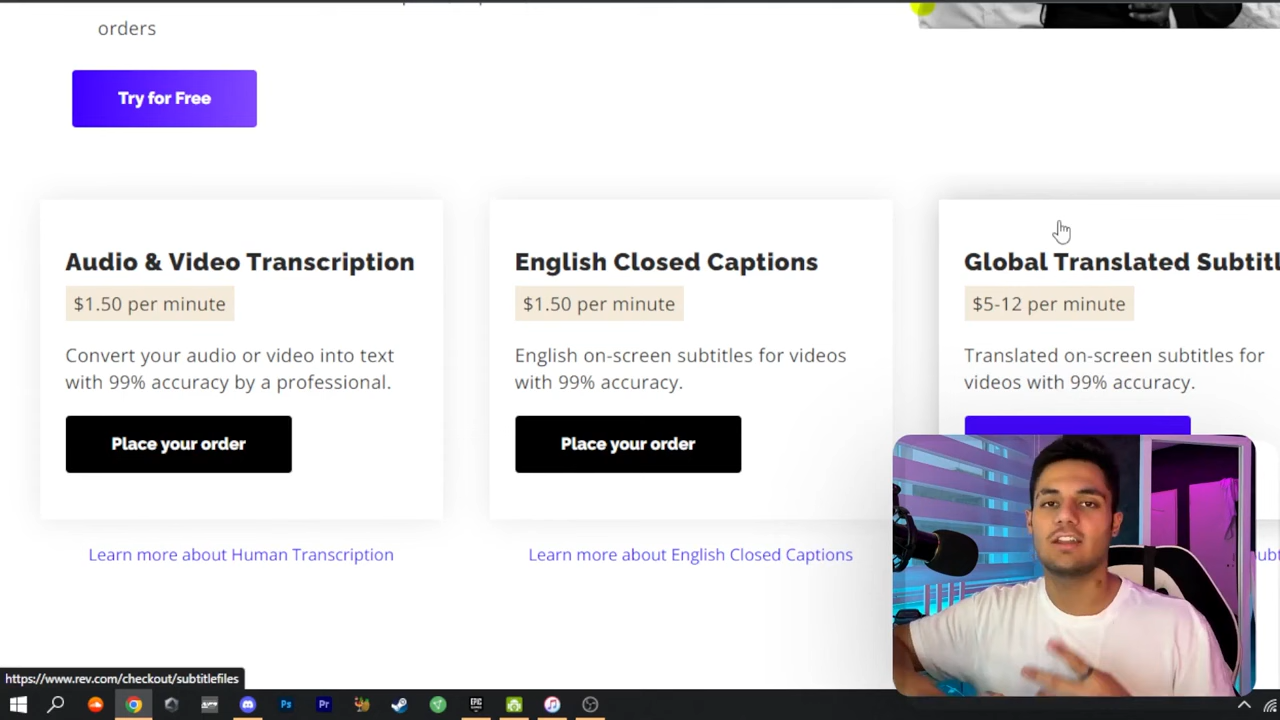 orders
Try for Free
Audio & Video Transcription
$1.50 per minute
Convert your audio or video into text
with 99% accuracy by a professional.
Place your order
Learn more about Human Transcription
English Closed Captions
$1.50 per minute
English on-screen subtitles for videos
with 99% accuracy.
Place your order
Learn more about English Closed Captions
Global Translated Subtitl
$5-12 per minute
Translated on-screen subtitles for
videos with 99% accuracy.
https://www.rev.com/checkout/subtitlefiles
Ps
Pr
EPIC